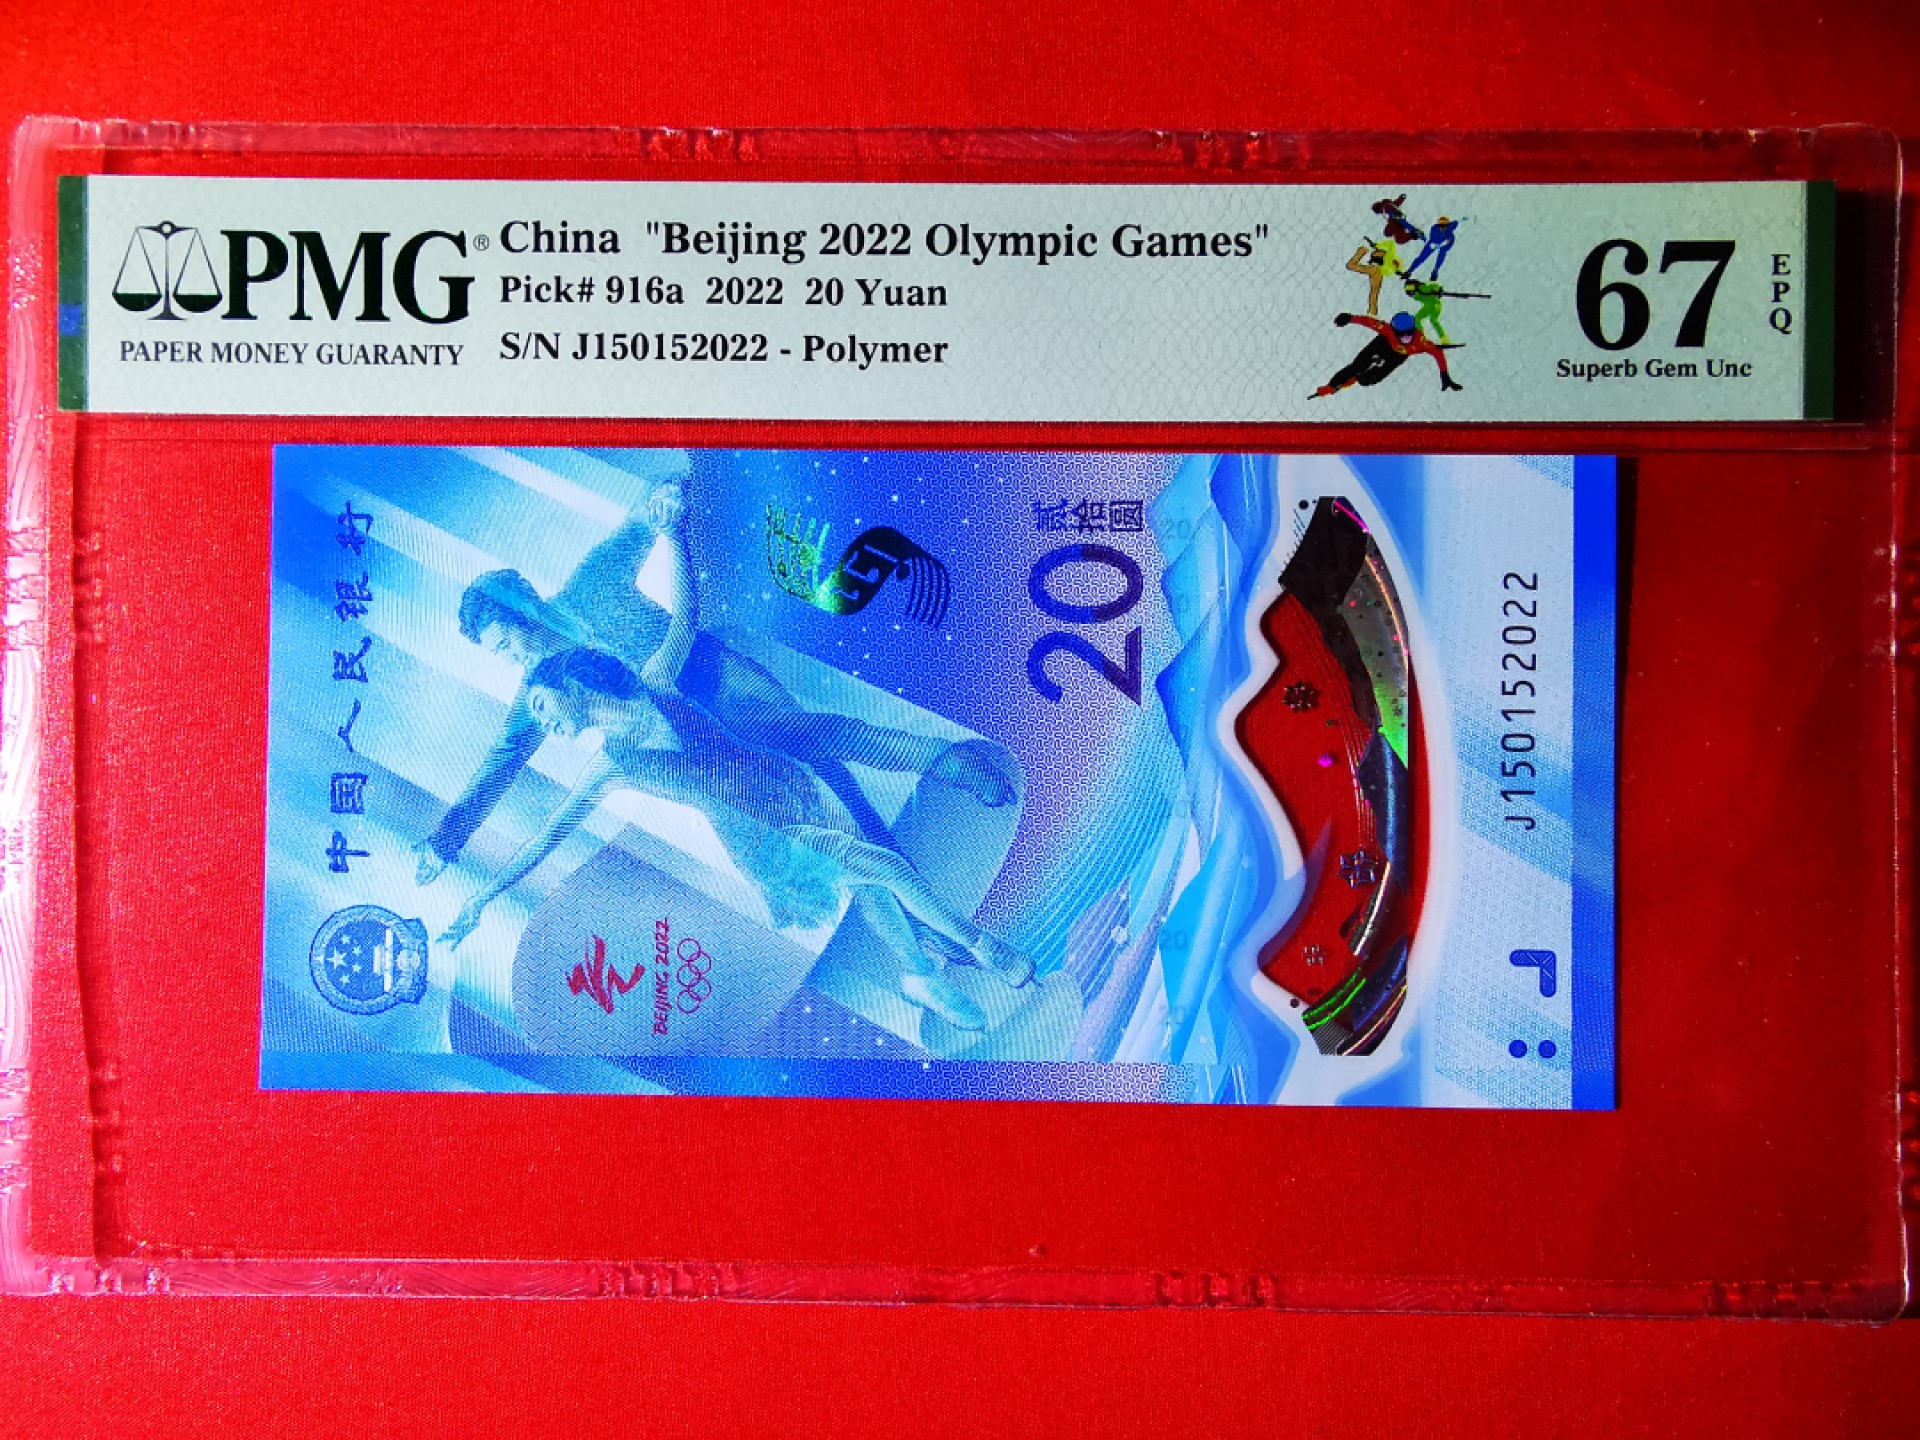 PMG®
PAPER MONEY GUARANTY
China "Beijing 2022 Olympic Games"
Pick# 916a 2022 20 Yuan
S/N J150152022 - Polymer
67
EPQ
Superb Gem Unc
中国人民银行
BEIJING 2022
20
贰拾圆
J150152022